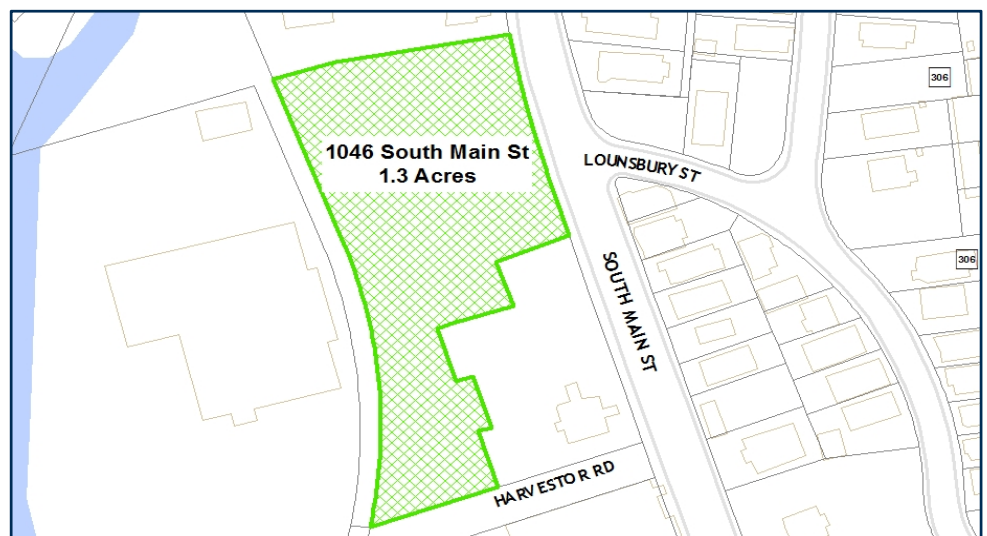 306
1046 South Main St
1.3 Acres
LOUNSBURY ST
306
SOUTH MAIN ST
HARVESTOR RD